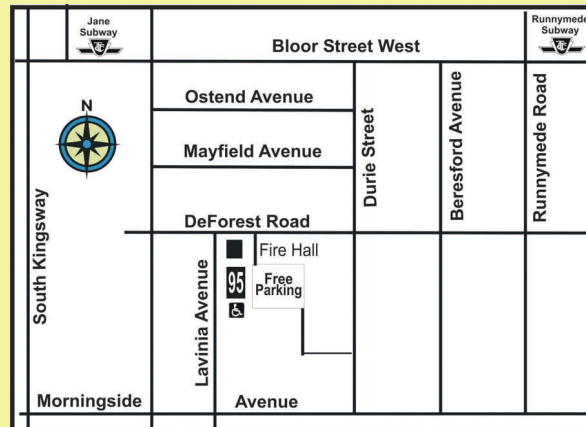 Jane
Subway
Runnymede
Subway
Bloor Street West
Ostend Avenue
N
Mayfield Avenue
Durie Street
Beresford Avenue
Runnymede Road
South Kingsway
DeForest Road
Fire Hall
95
Free
Parking
Lavinia Avenue
Morningside
Avenue